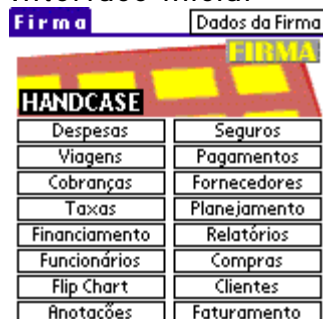 Interface Inicial
Firma Dados da Firma
FIRMA
HANDCASE
Despesas Seguros
Viagens Pagamentos
Cobranças Fornecedores
Taxas Planejamento
Financiamento Relatórios
Funcionários Compras
Flip Chart Clientes
Anotações Faturamento